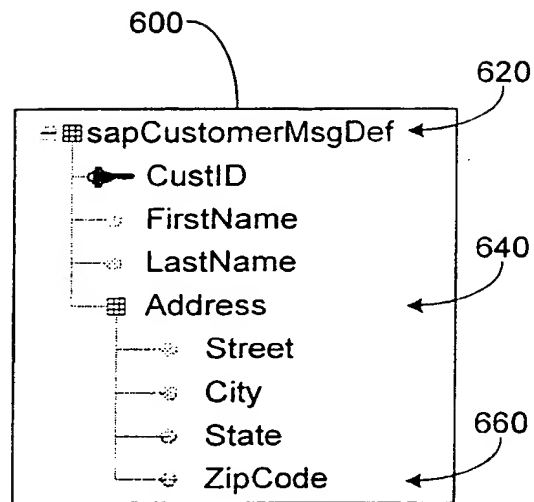 600
620
sapCustomerMsgDef
CustID
FirstName
LastName
640
Address
Street
City
State
660
ZipCode